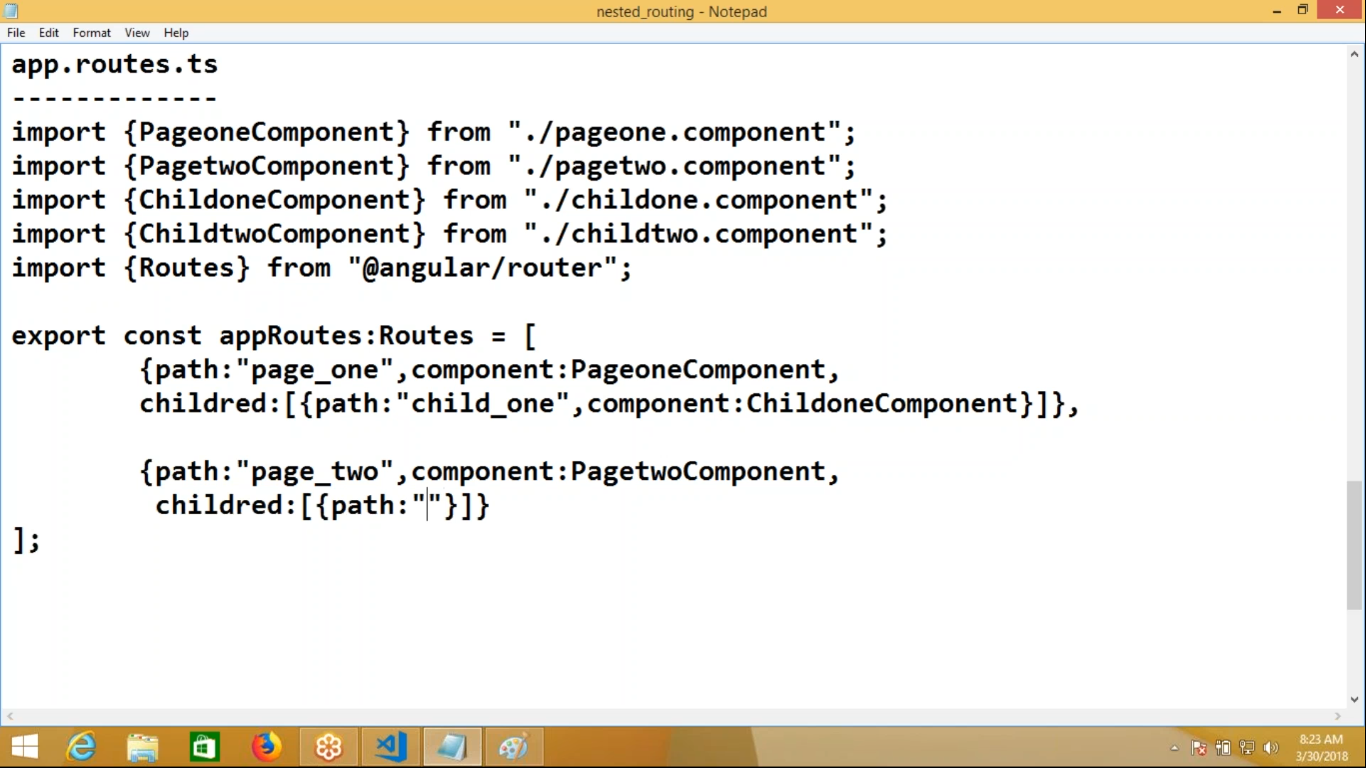 nested_routing - Notepad
File Edit Format View Help
app.routes.ts
-------------
import {PageoneComponent} from "./pageone.component";
import {PagetwoComponent} from "./pagetwo.component";
import {ChildoneComponent} from "./childone.component";
import {ChildtwoComponent} from "./childtwo.component";
import {Routes} from "@angular/router";
export const appRoutes:Routes = [
{path:"page_one",component:PageoneComponent,
childred:[{path:"child_one",component:ChildoneComponent}]},
{path:"page_two",component:PagetwoComponent,
childred:[{path:""}]}
];
8:23 AM
3/30/2018